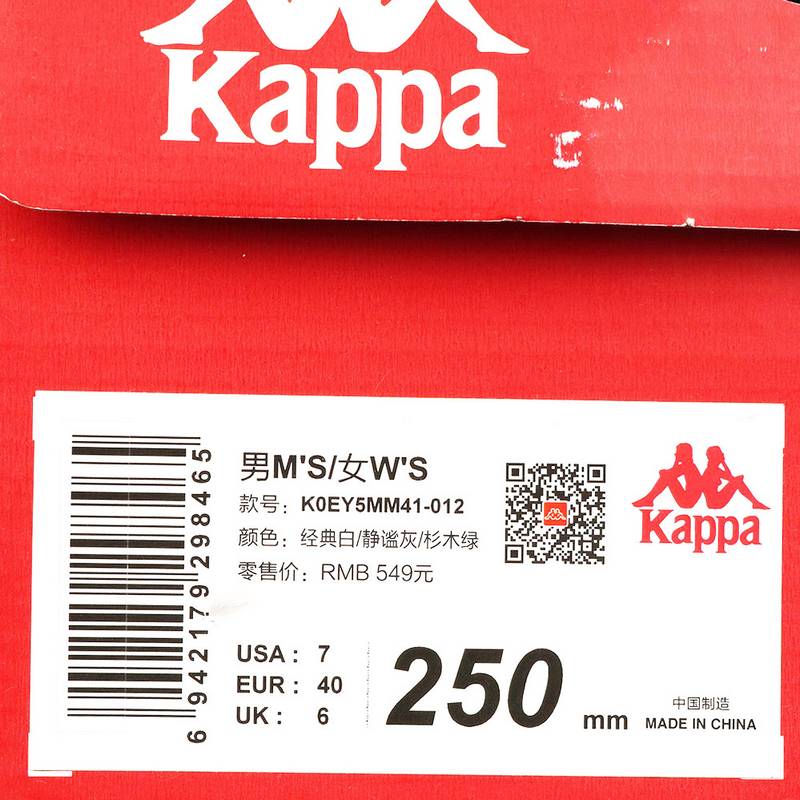 Kappa
男M'S/女W'S
款号：K0EY5MM41-012
颜色：经典白/静谧灰/杉木绿
零售价：RMB 549元
6 942179 298465
Kappa
USA : 7
EUR : 40
UK : 6
250 mm
中国制造
MADE IN CHINA